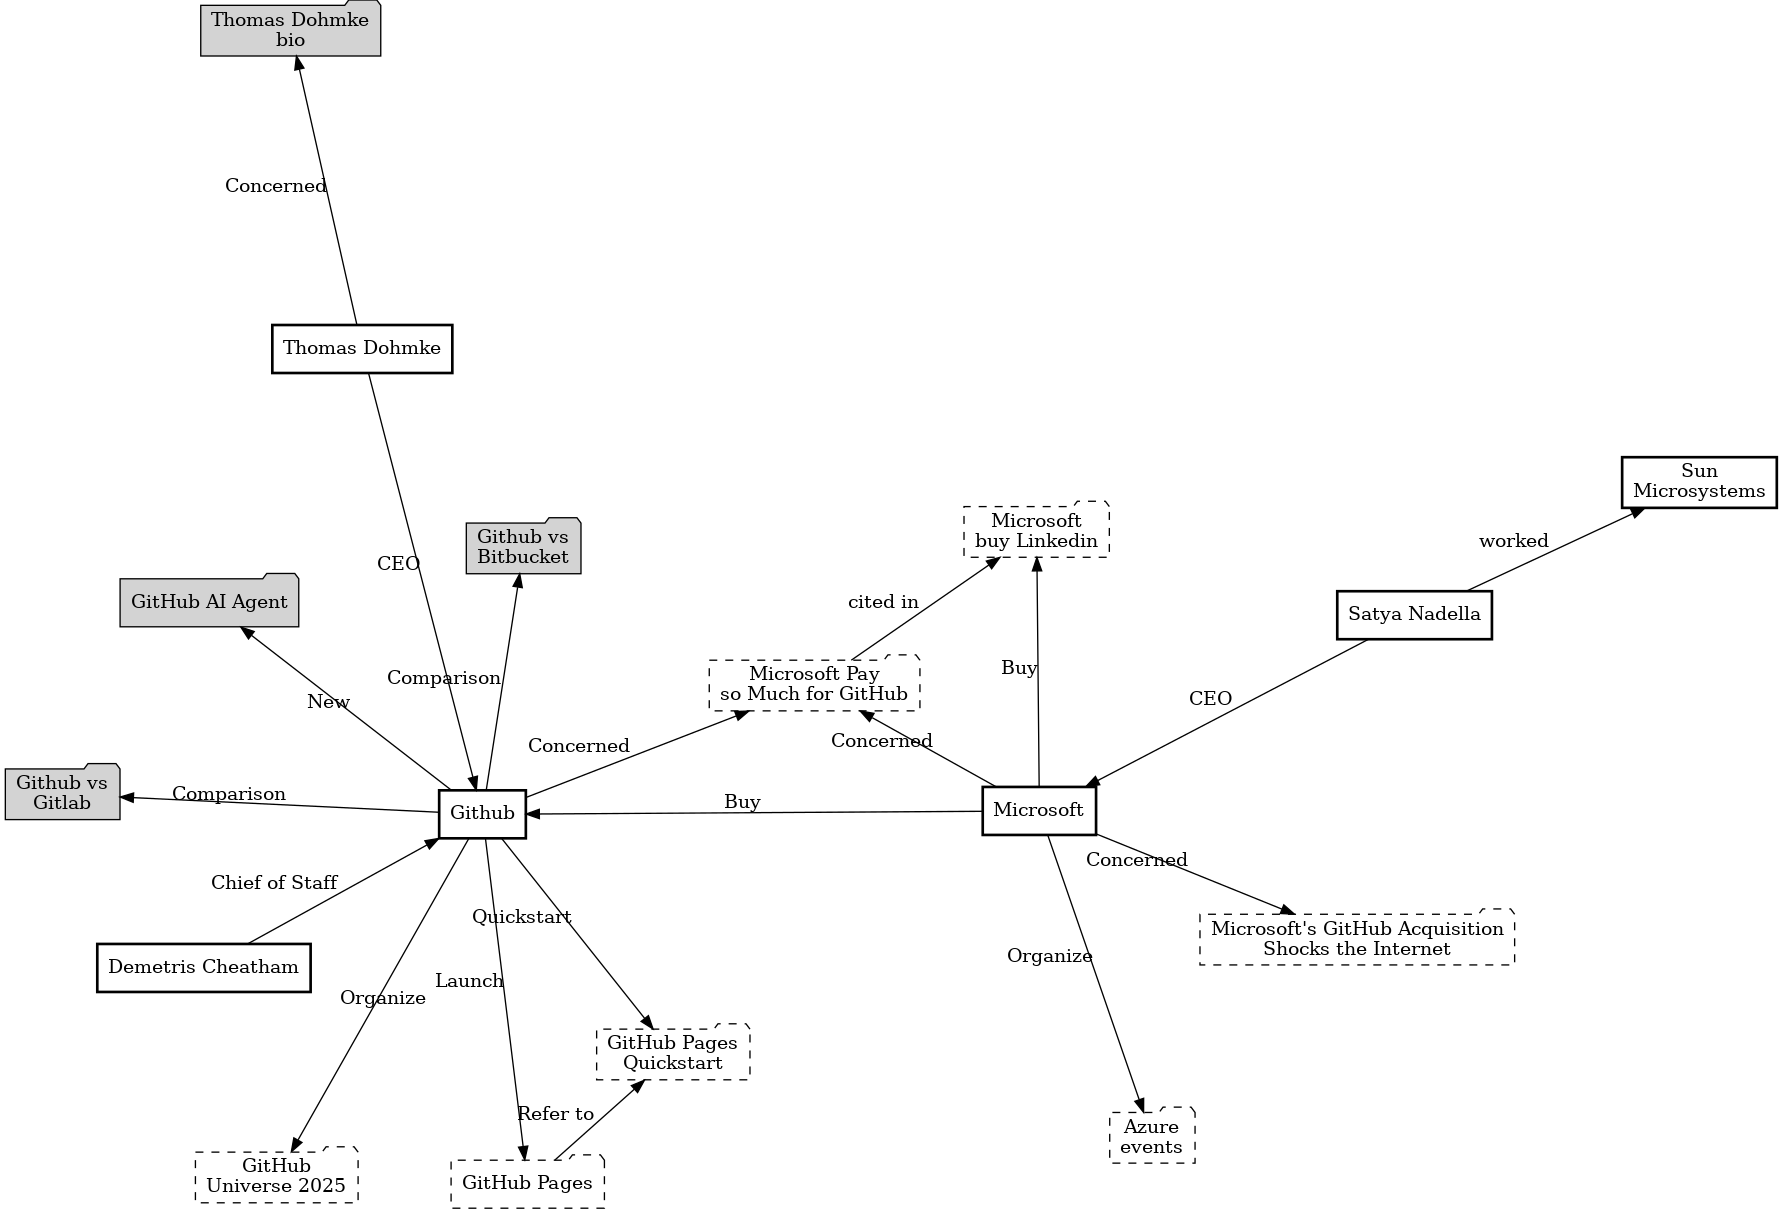 Thomas Dohmke
bio
Concerned
Thomas Dohmke
CEO
Sun
Microsystems
worked
Microsoft
buy Linkedin
Github vs
Bitbucket
GitHub AI Agent
cited in
Satya Nadella
Buy
Comparison
Microsoft Pay
so Much for GitHub
New
CEO
Concerned
Concerned
Github vs
Gitlab
Comparison
Buy
Github
Microsoft
Concerned
Chief of Staff
Quickstart
Microsoft's GitHub Acquisition
Shocks the Internet
Organize
Demetris Cheatham
Launch
Organize
GitHub Pages
Quickstart
Refer to
Azure
events
GitHub
Universe 2025
GitHub Pages